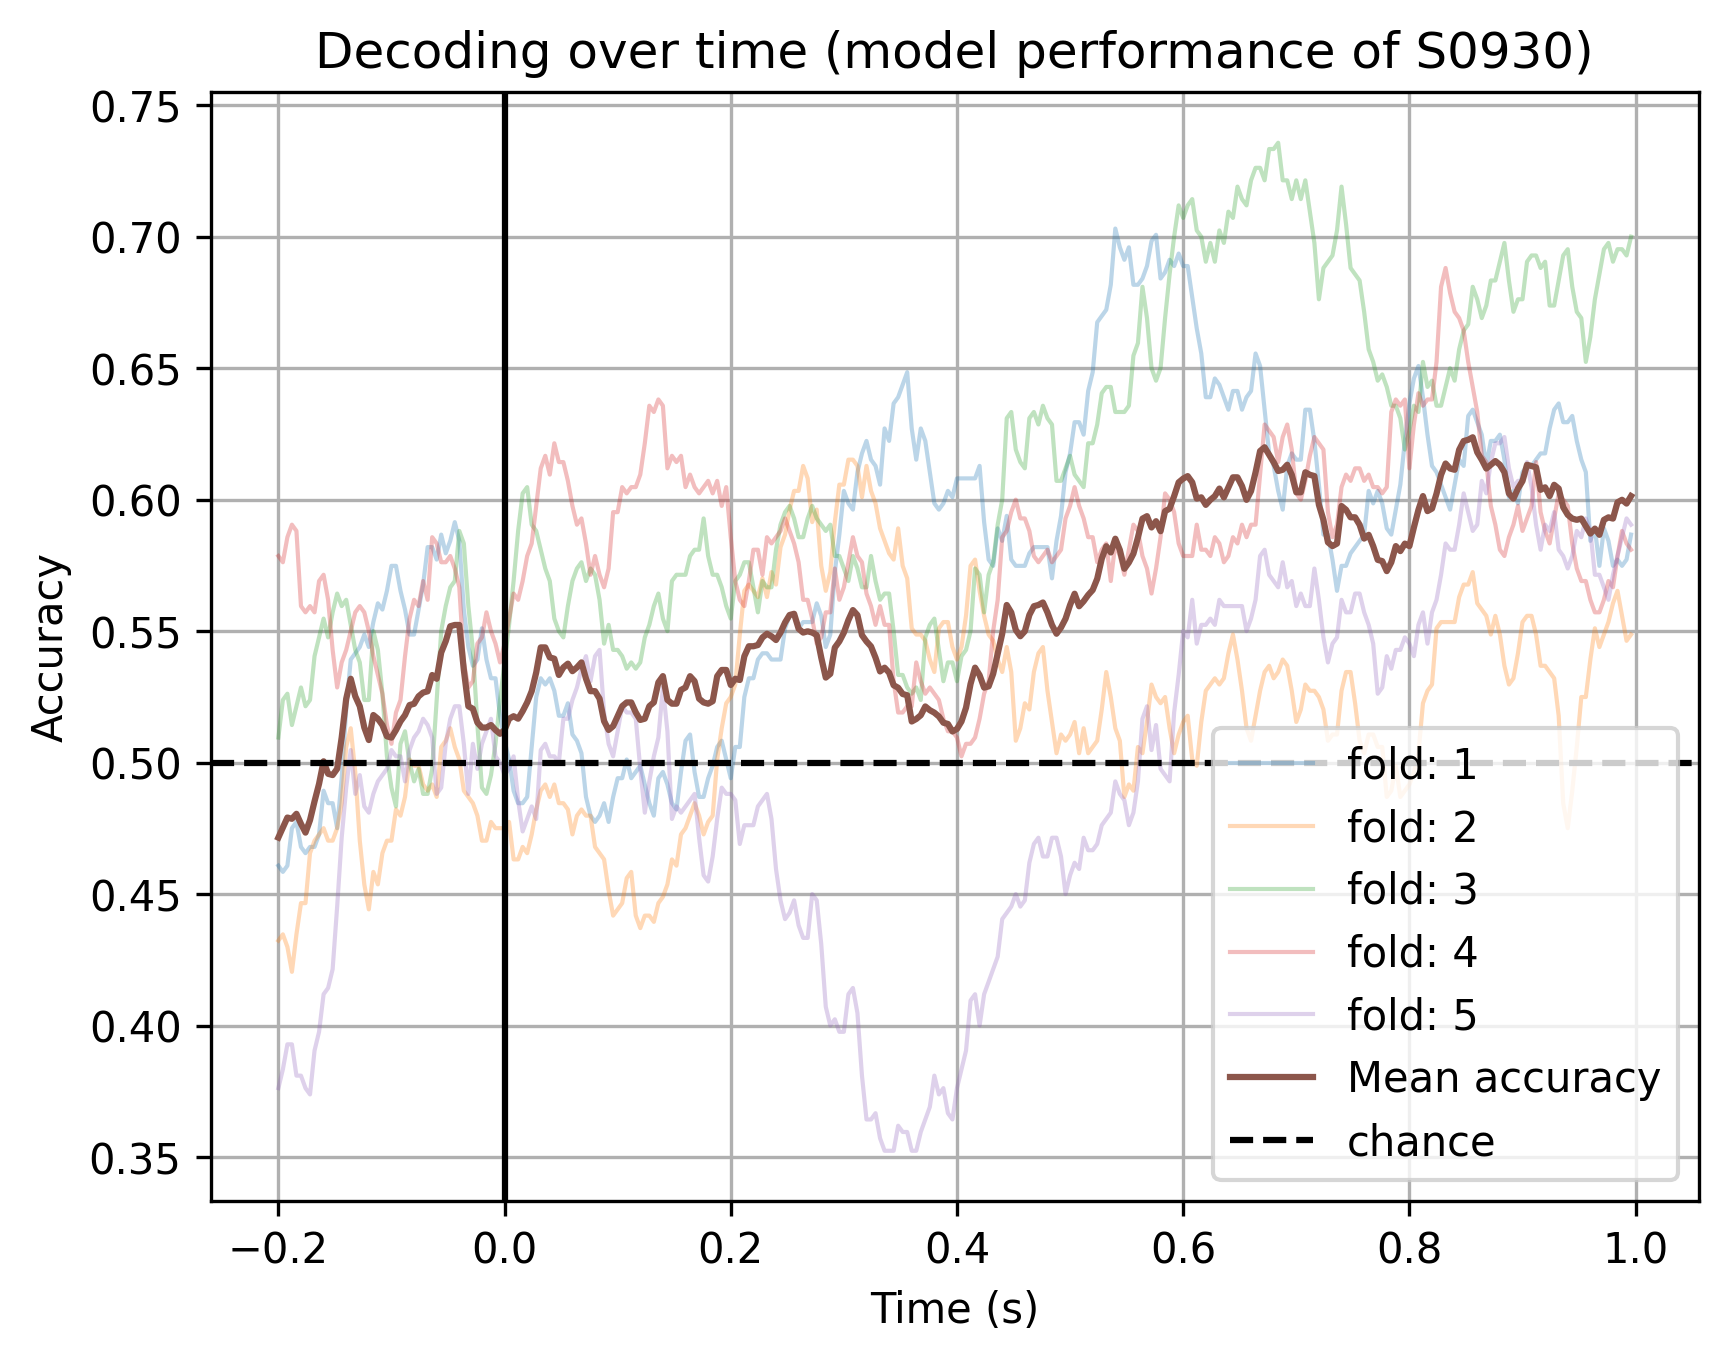 Decoding over time (model performance of S0930)
0.75
0.70
0.65
0.60
0.55
0.50
0.45
0.40
0.35
Accuracy
fold: 1
fold: 2
fold: 3
fold: 4
fold: 5
Mean accuracy
chance
−0.2 0.0 0.2 0.4 0.6 0.8 1.0
Time (s)